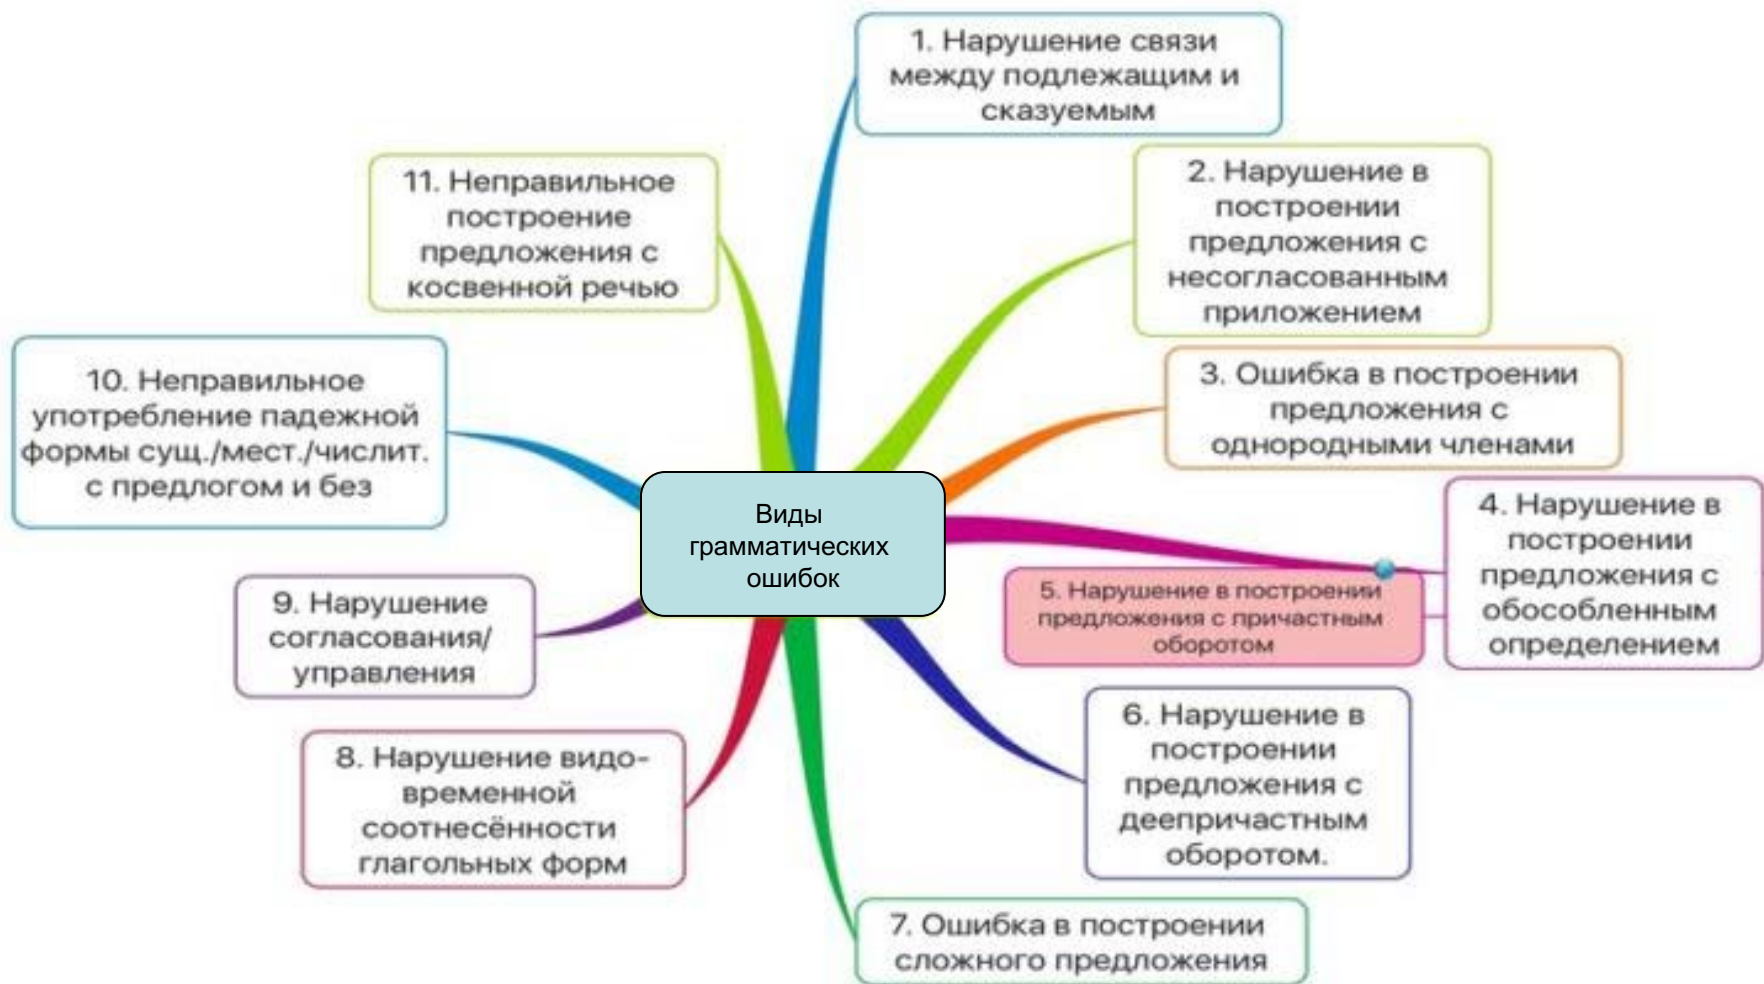 1. Нарушение связи
между подлежащим и
сказуемым
2. Нарушение в
построении
предложения с
несогласованным
приложением
3. Ошибка в построении
предложения с
однородными членами
4. Нарушение в
построении
предложения с
обособленным
определением
5. Нарушение в построении
предложения с причастным
оборотом
6. Нарушение в
построении
предложения с
деепричастным
оборотом.
7. Ошибка в построении
сложного предложения
8. Нарушение видо-
временной
соотнесённости
глагольных форм
9. Нарушение
согласования/
управления
10. Неправильное
употребление падежной
формы сущ./мест./числит.
с предлогом и без
11. Неправильное
построение
предложения с
косвенной речью
Виды
грамматических
ошибок